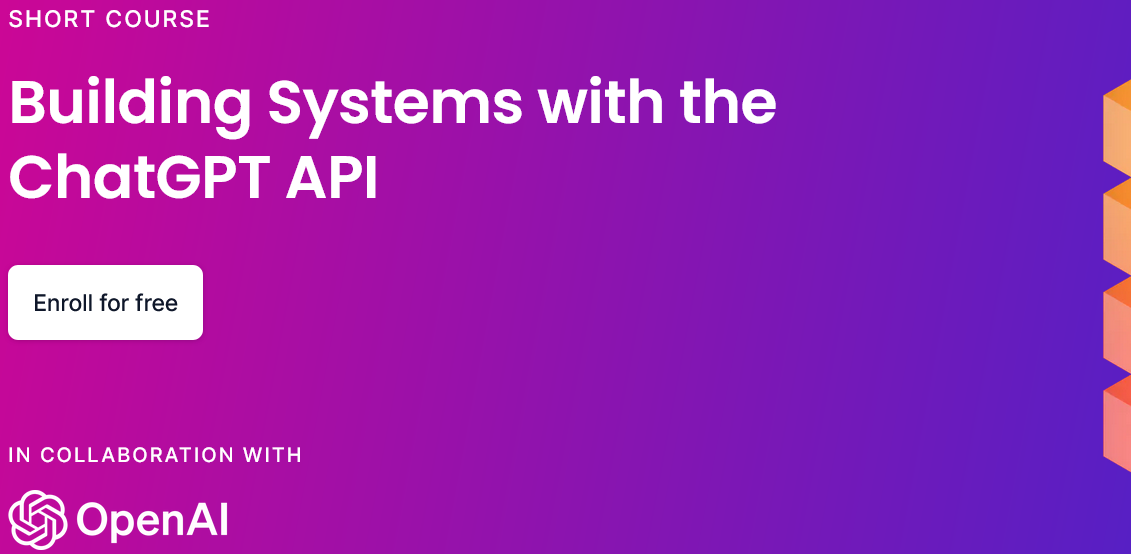 SHORT COURSE
Building Systems with the
ChatGPT API
Enroll for free
IN COLLABORATION WITH
OpenAI